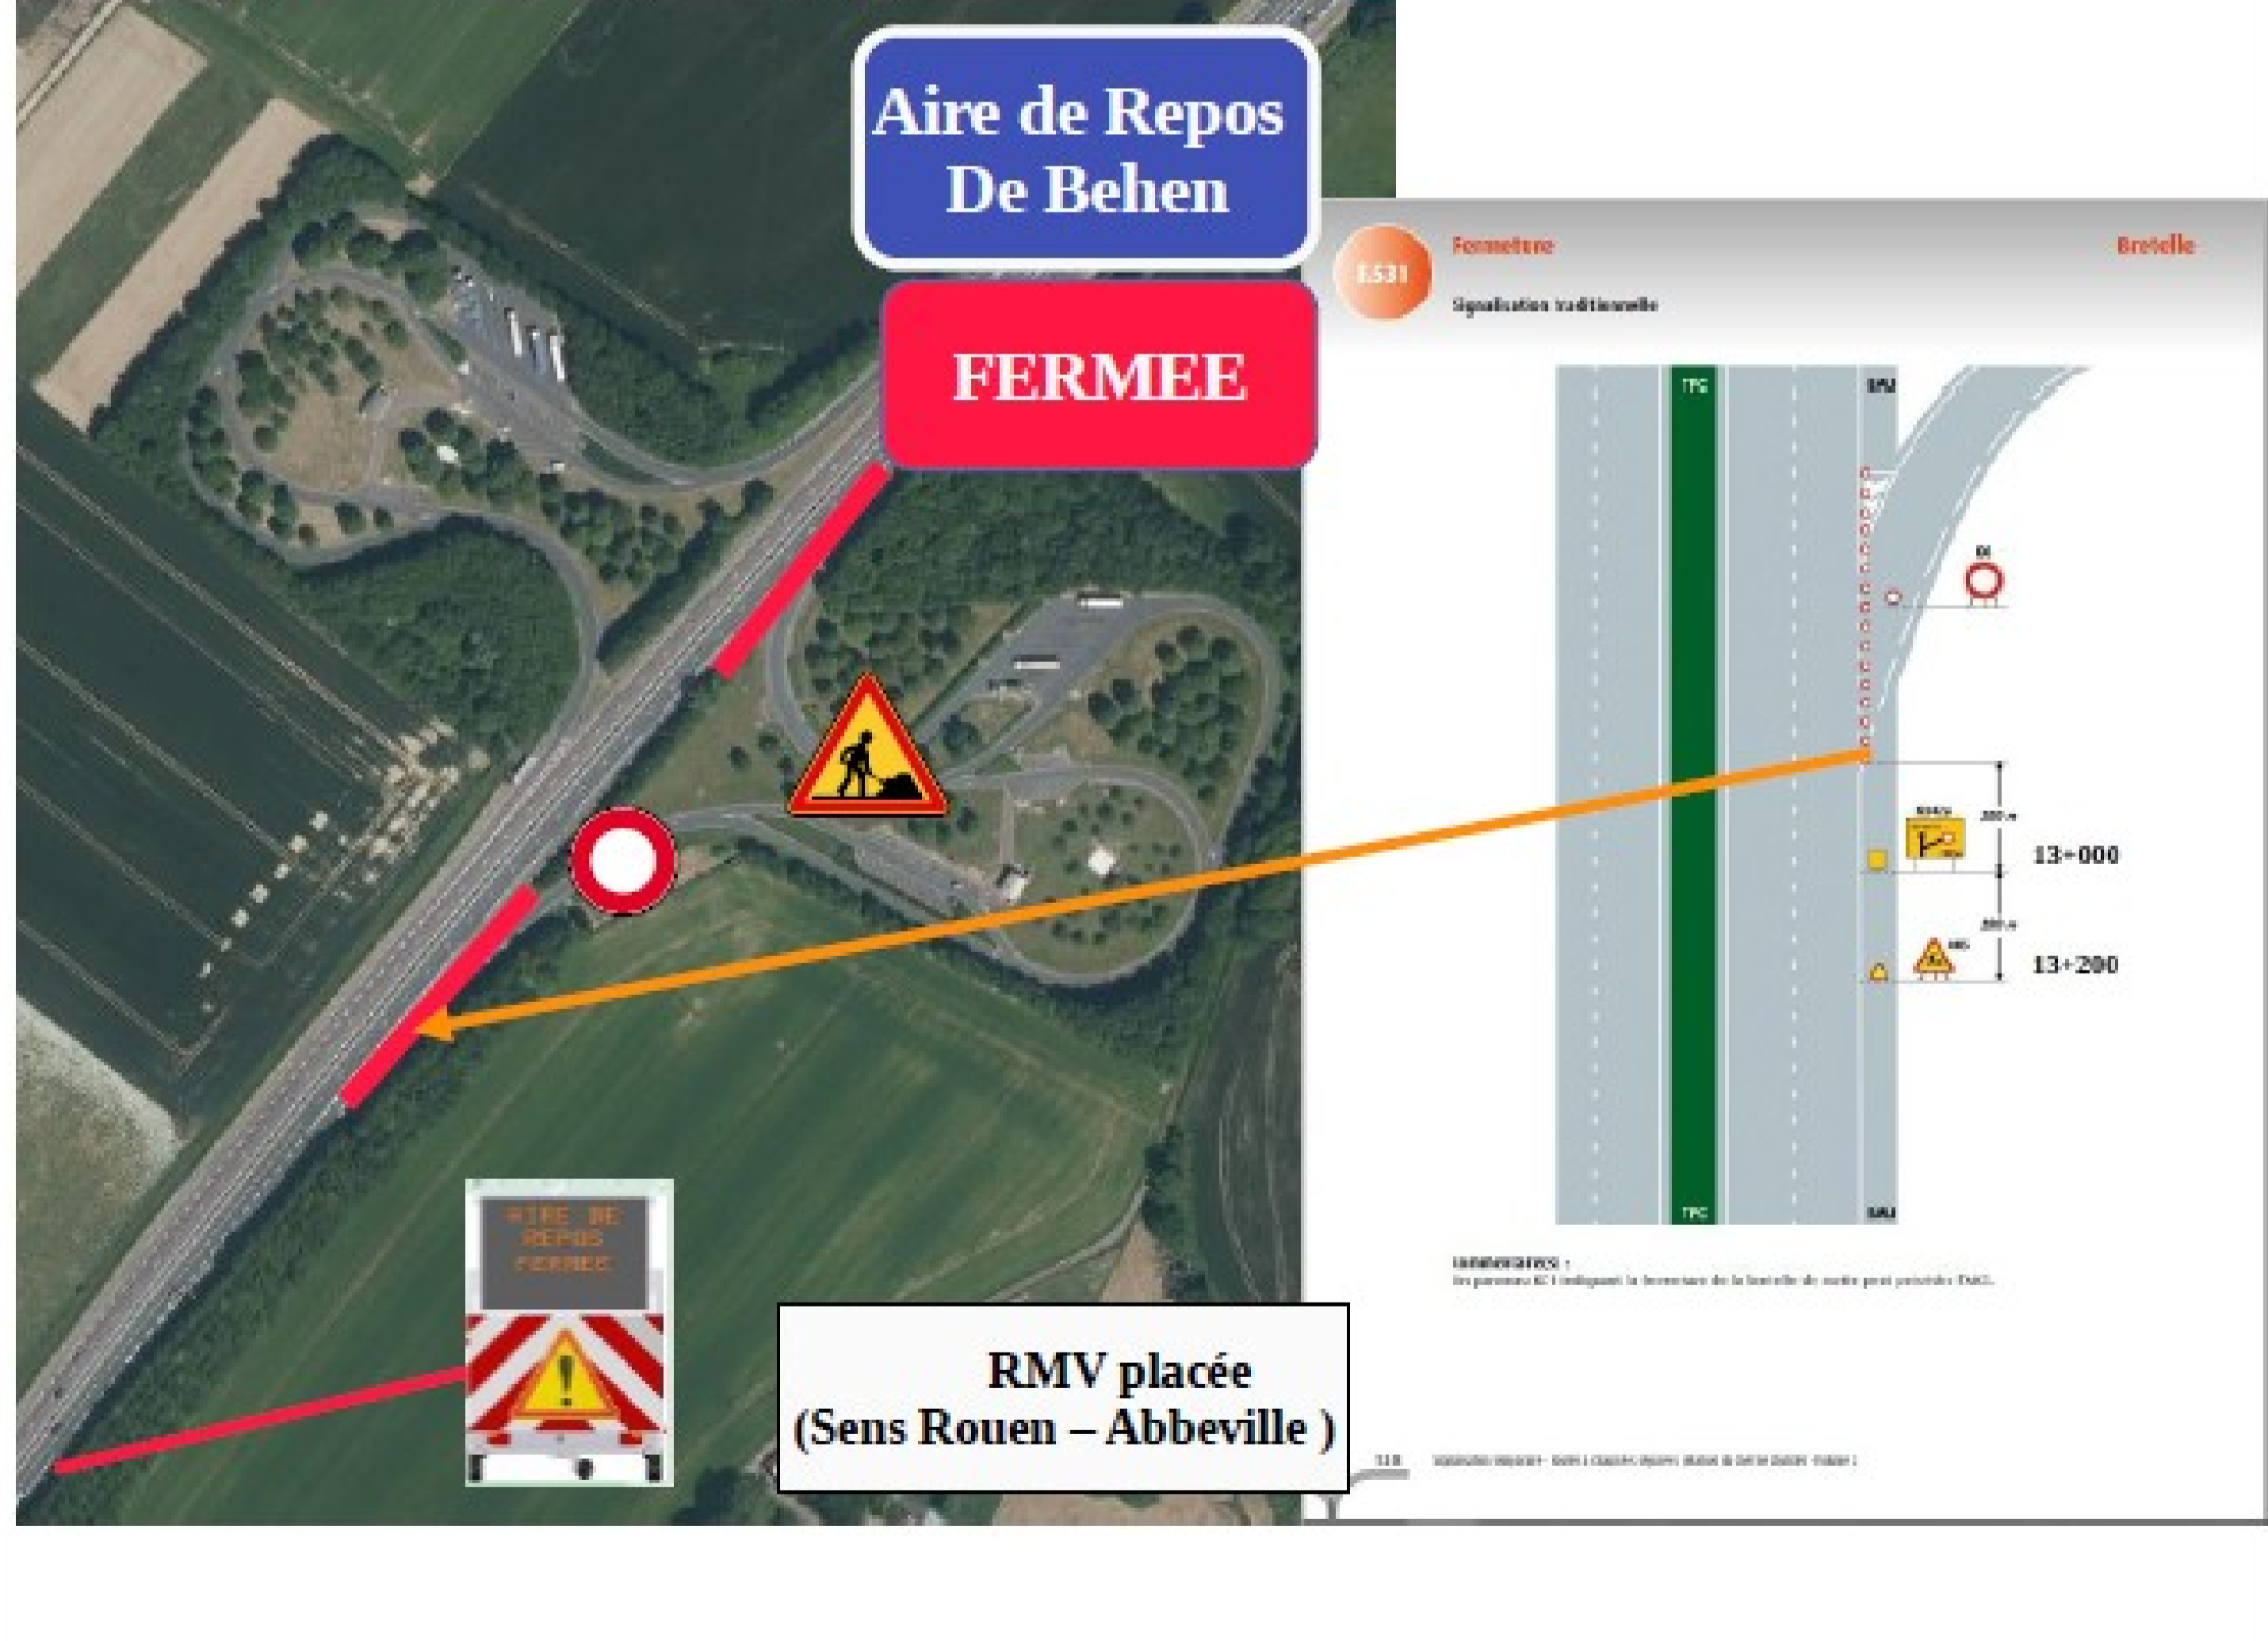 Aire de Repos
De Behen
FERMEE
Fermeture
Bretelle
Signalisation traditionnelle
TPC
BAU
13+000
13+200
TPC
BAU
AIRE DE
REPOS
FERMEE
RMV placée
(Sens Rouen – Abbeville )